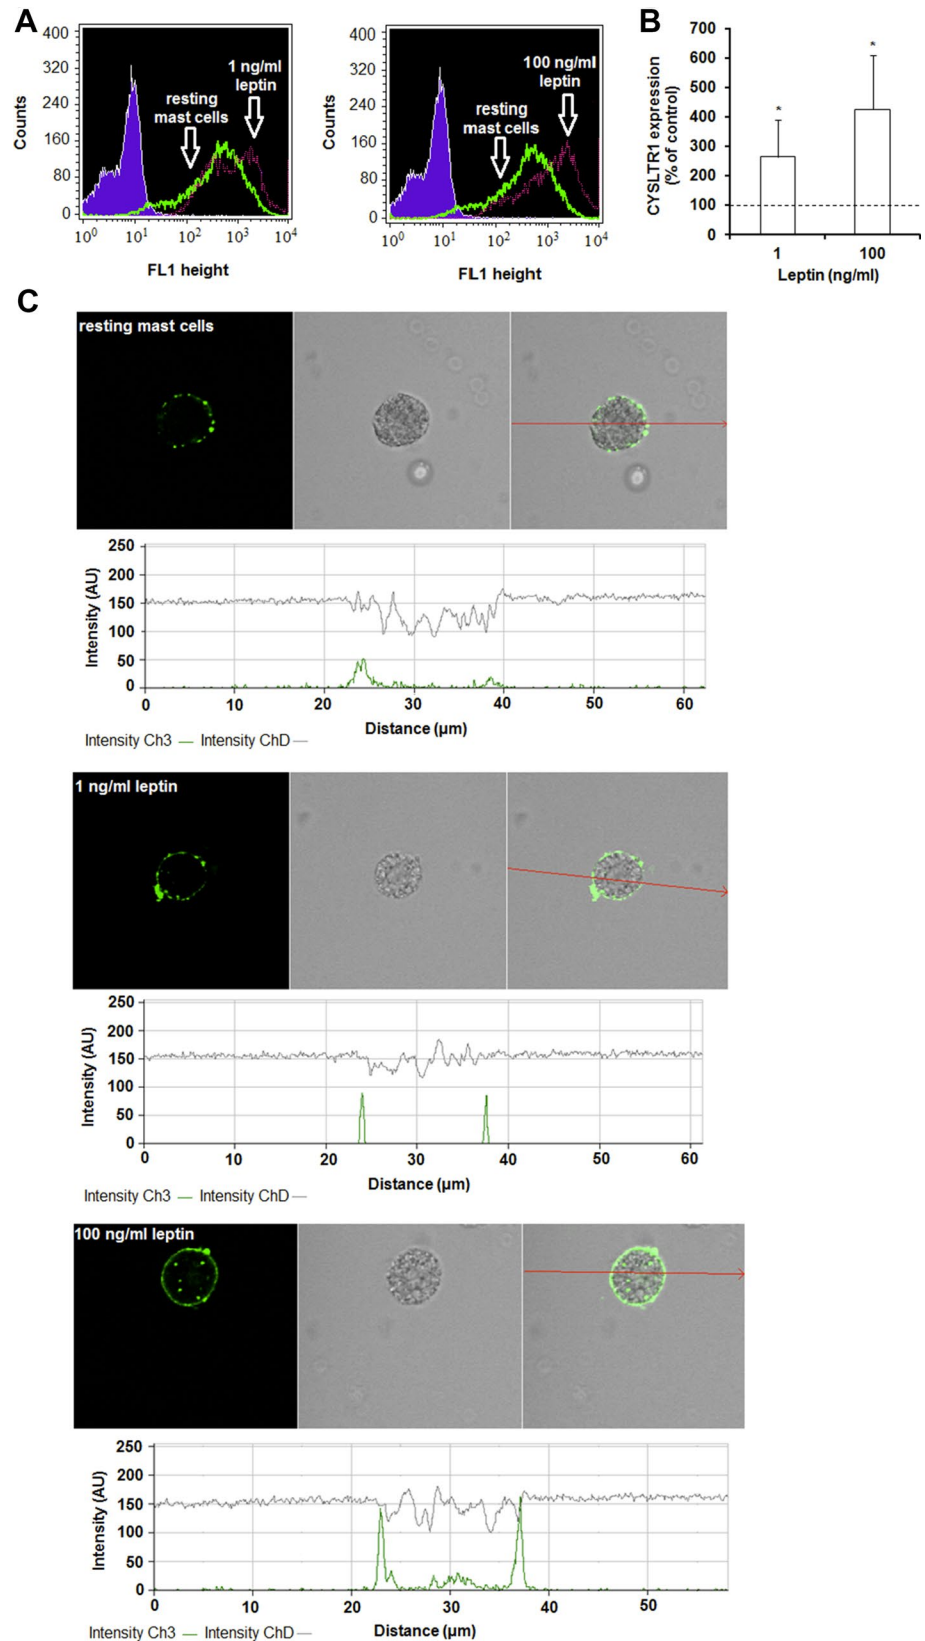 A
B
400
320
240
160
80
0
Counts
resting
mast cells
1 ng/ml
leptin
10⁰ 10¹ 10² 10³ 10⁴
FL1 height
400
320
240
160
80
0
Counts
resting
mast cells
100 ng/ml
leptin
10⁰ 10¹ 10² 10³ 10⁴
FL1 height
700
600
500
400
300
200
100
0
CYSLTR1 expression
(% of control)
*
*
1 100
Leptin (ng/ml)
C
resting mast cells
250
200
150
100
50
0
Intensity (AU)
0 10 20 30 40 50 60
Distance (µm)
Intensity Ch3 — Intensity ChD —
1 ng/ml leptin
250
200
150
100
50
0
Intensity (AU)
0 10 20 30 40 50 60
Distance (µm)
Intensity Ch3 — Intensity ChD —
100 ng/ml leptin
250
200
150
100
50
0
Intensity (AU)
0 10 20 30 40 50
Distance (µm)
Intensity Ch3 — Intensity ChD —